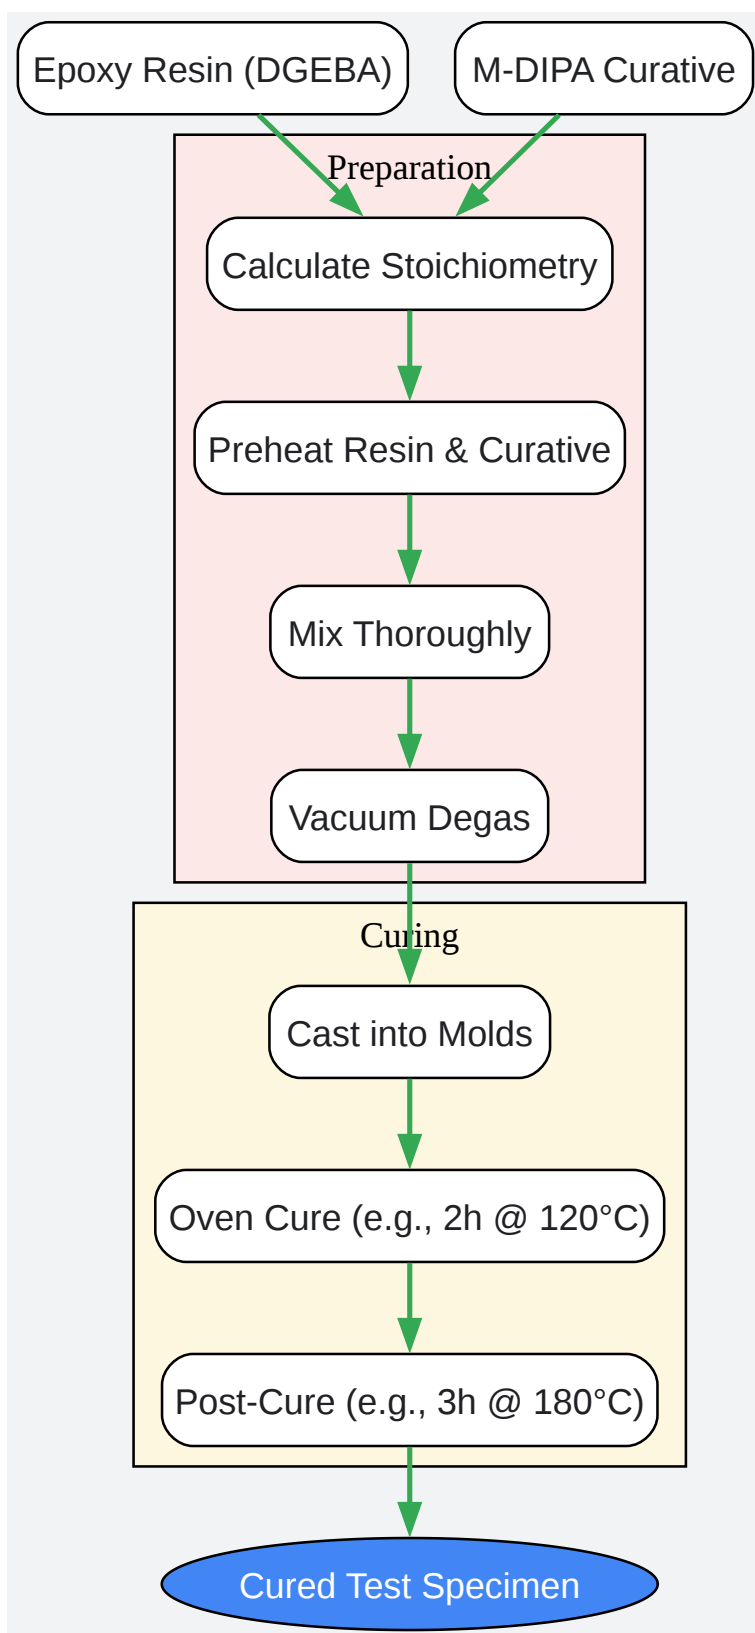 Epoxy Resin (DGEBA)
M-DIPA Curative
Preparation
Calculate Stoichiometry
Preheat Resin & Curative
Mix Thoroughly
Vacuum Degas
Curing
Cast into Molds
Oven Cure (e.g., 2h @ 120°C)
Post-Cure (e.g., 3h @ 180°C)
Cured Test Specimen